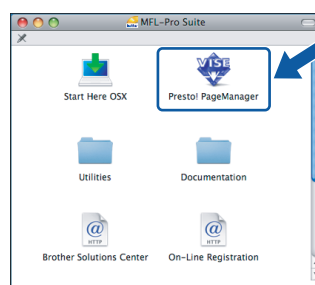 MFL-Pro Suite
VISE
Start Here OSX
Presto! PageManager
Utilities
Documentation
@
HTTP
@
HTTP
Brother Solutions Center
On-Line Registration